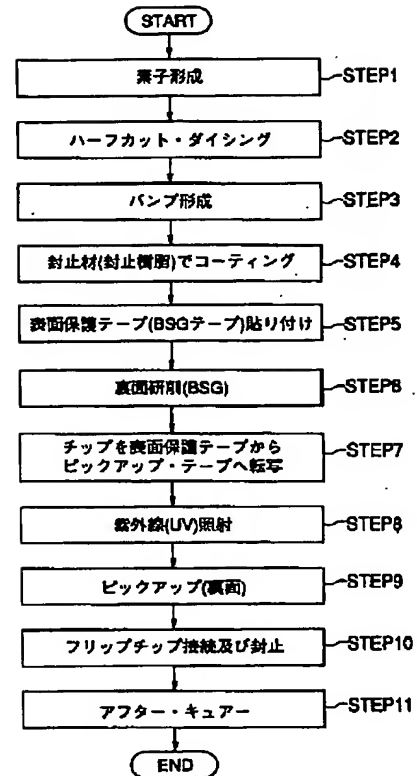 START
素子形成 STEP1
ハーフカット・ダイシング STEP2
バンプ形成 STEP3
封止材(封止樹脂)でコーティング STEP4
表面保護テープ(BSGテープ)貼り付け STEP5
裏面研削(BSG) STEP6
チップを表面保護テープから
ピックアップ・テープへ転写 STEP7
紫外線(UV)照射 STEP8
ピックアップ(裏面) STEP9
フリップチップ接続及び封止 STEP10
アフター・キュアー STEP11
END